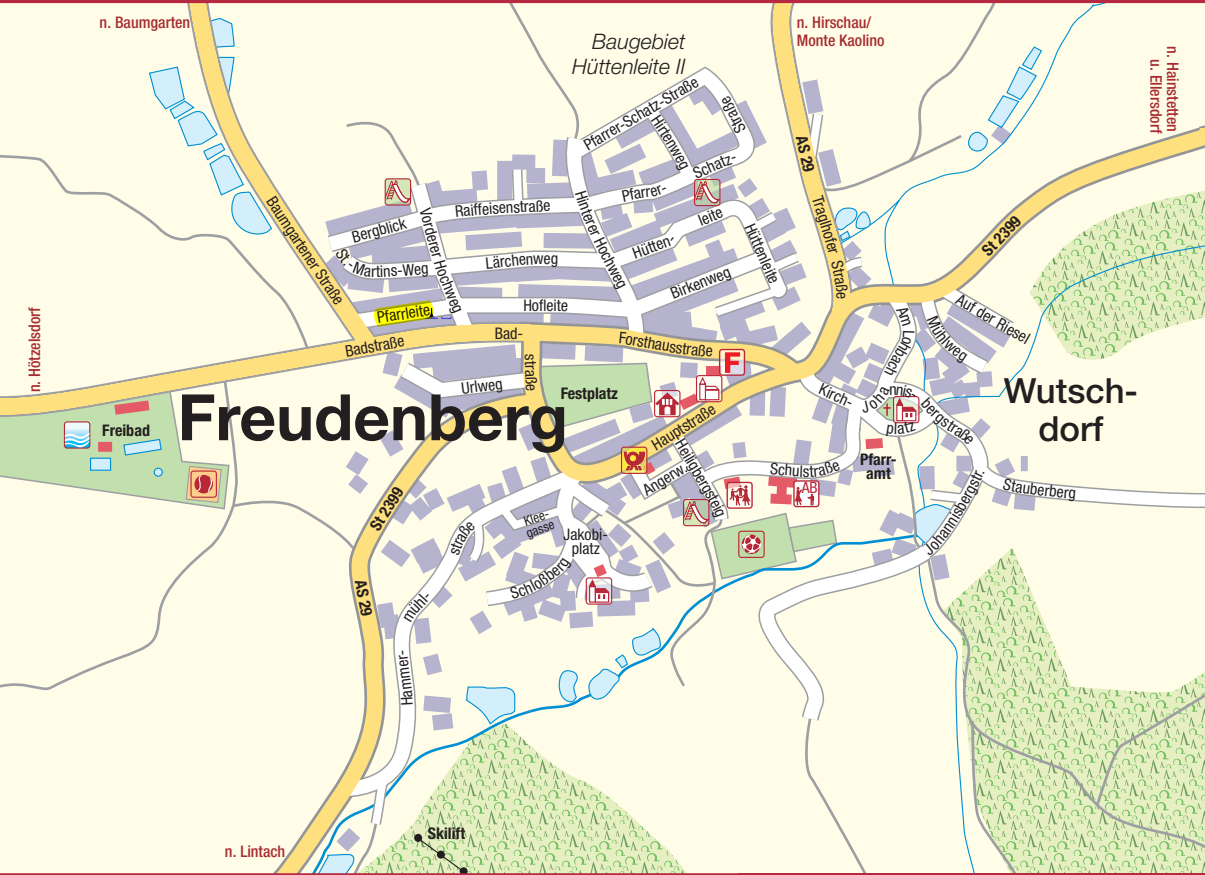 n. Baumgarten
n. Hirschau/
Monte Kaolino
n. Hainstetten
u. Ellersdorf
Baugebiet
Hüttenleite II
Pfarrer-Schatz-Straße
Straße
Hirtenweg
Schatz-
Pfarrer-
AS 29
Traglhofer Straße
St 2399
Baumgartener Straße
Bergblick
Vorderer Hochweg
Raiffeisenstraße
Hinterer Hochweg
leite
Hütten-
Hüttenleite
St.-Martins-Weg
Lärchenweg
Birkenweg
Pfarrleite
Hofleite
n. Hötzelsdorf
Badstraße
Bad-
straße
Forsthausstraße
F
Am Lohbach
Mühlweg
Auf der Riesel
Urlweg
Festplatz
Kirch-
Johannis-
platz
bergstraße
Wutsch-
dorf
Freudenberg
Freibad
Hauptstraße
Pfarr-
amt
Angerw.
Heiligbergsteig
Schulstraße
AB
Stauberberg
Johannisbergstr.
St 2399
straße
Klee-
gasse
Jakobi-
platz
Schloßberg
AS 29
mühl-
Hammer-
Skilift
n. Lintach